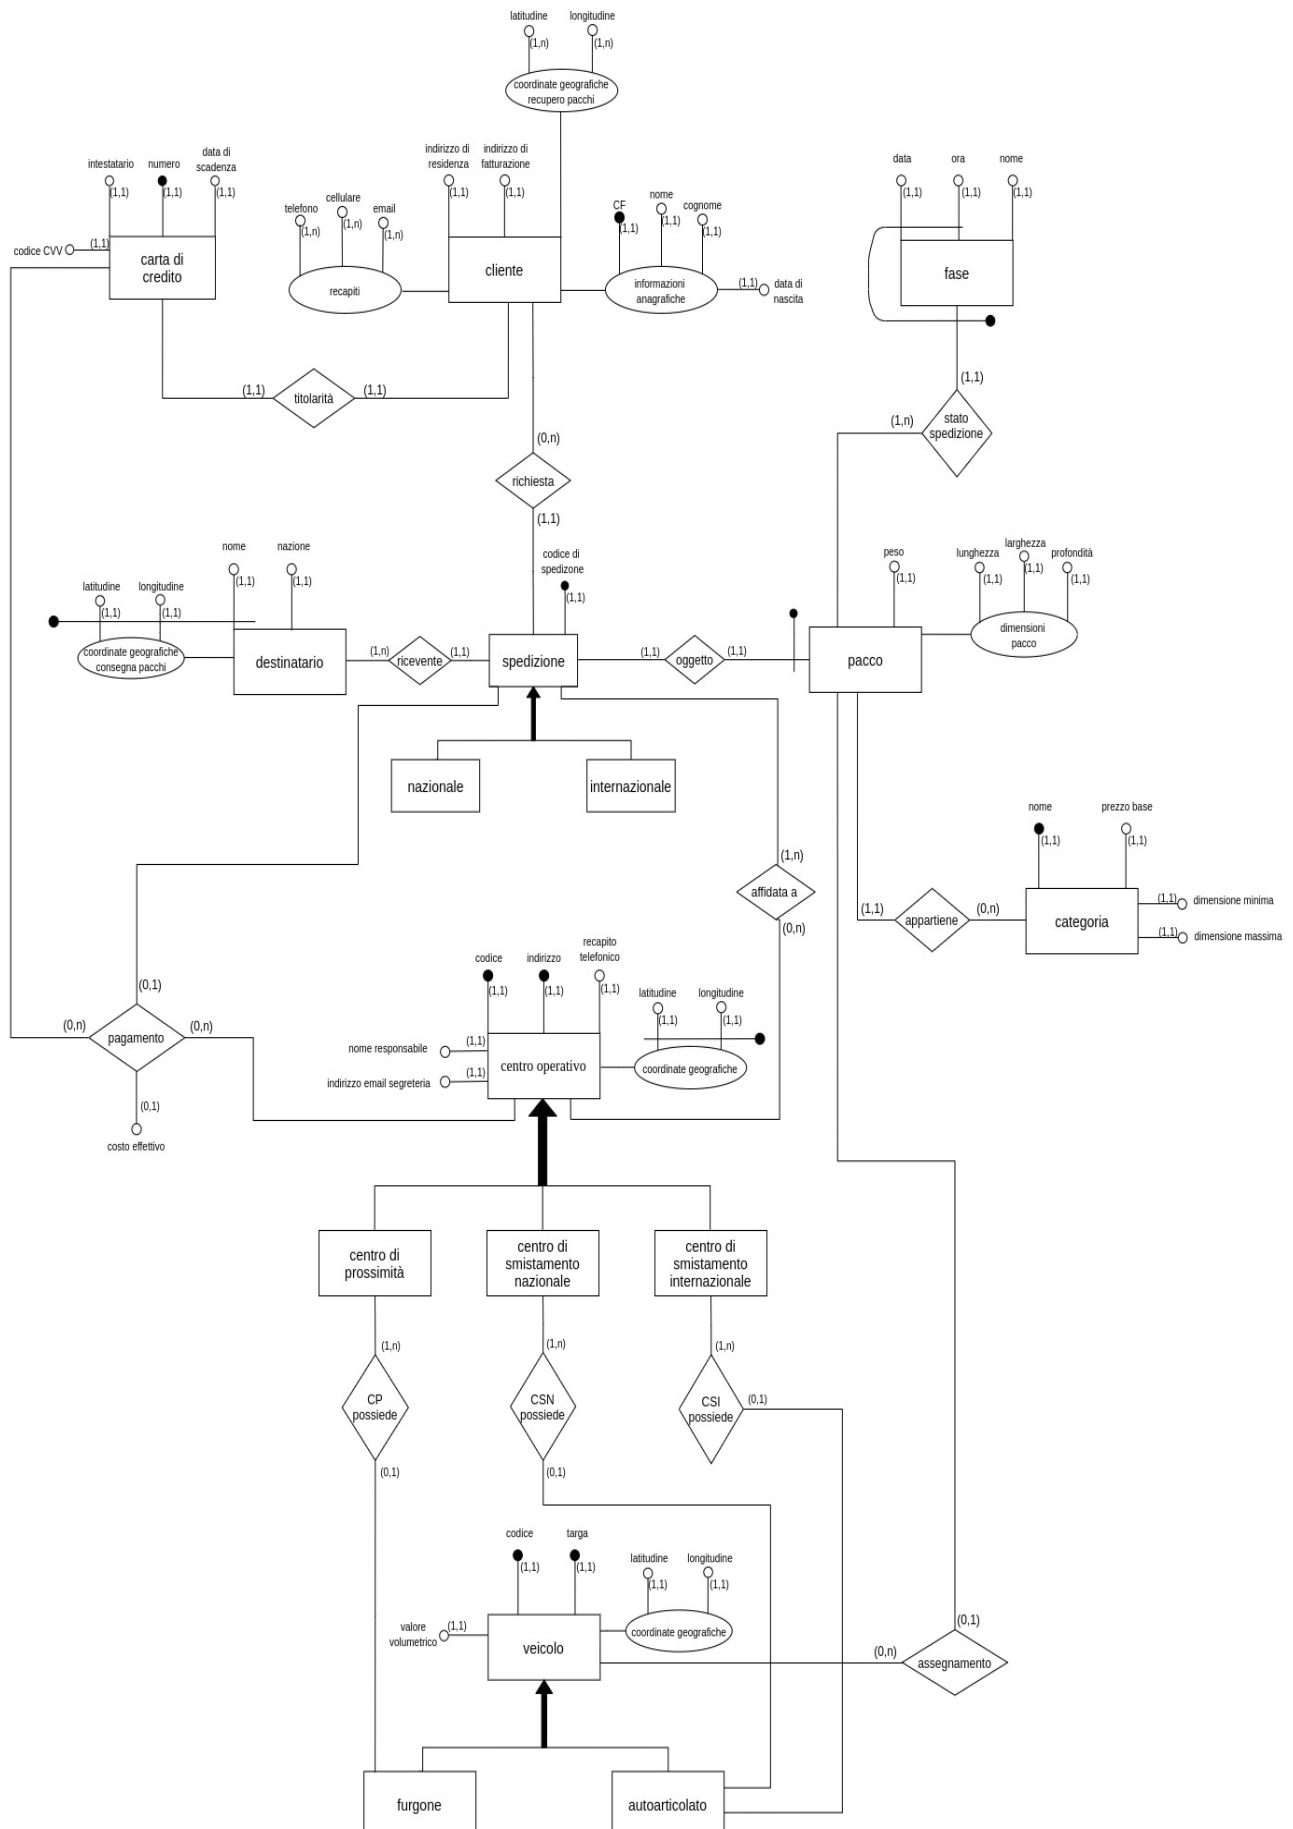 latitudine longitudine
(1,n) (1,n)
coordinate geografiche
recupero pacchi
intestatario numero data di
scadenza
(1,1) (1,1) (1,1)
codice CVV (1,1)
carta di
credito
indirizzo di
residenza
indirizzo di
fatturazione
(1,1) (1,1)
telefono cellulare email
(1,n) (1,n) (1,n)
recapiti
cliente
CF nome cognome
(1,1) (1,1) (1,1)
informazioni
anagrafiche
(1,1) data di
nascita
data ora nome
(1,1) (1,1) (1,1)
fase
(1,1) titolarità (1,1)
(1,1)
(1,n) stato
spedizione
(0,n)
richiesta
(1,1)
nome nazione
(1,1) (1,1)
latitudine longitudine
(1,1) (1,1)
coordinate geografiche
consegna pacchi
destinatario
(1,n) ricevente (1,1)
codice di
spedizone
(1,1)
spedizione
(1,1) oggetto (1,1)
peso
(1,1)
lunghezza larghezza profondità
(1,1) (1,1) (1,1)
dimensioni
pacco
pacco
nazionale internazionale
nome prezzo base
(1,1) (1,1)
(1,n)
affidata a
(0,n)
(1,1) appartiene (0,n)
categoria
(1,1) dimensione minima
(1,1) dimensione massima
codice indirizzo recapito
telefonico
(1,1) (1,1) (1,1)
latitudine longitudine
(1,1) (1,1)
(0,1)
(0,n) pagamento (0,n)
(0,1)
costo effettivo
nome responsabile (1,1)
indirizzo email segreteria (1,1)
centro operativo
coordinate geografiche
centro di
prossimità
centro di
smistamento
nazionale
centro di
smistamento
internazionale
(1,n) (1,n) (1,n)
CP
possiede
CSN
possiede
CSI
possiede
(0,1)
(0,1) (0,1)
codice targa
(1,1) (1,1)
latitudine longitudine
(1,1) (1,1)
valore
volumetrico
(1,1)
veicolo
coordinate geografiche
(0,1)
(0,n) assegnamento
furgone autoarticolato